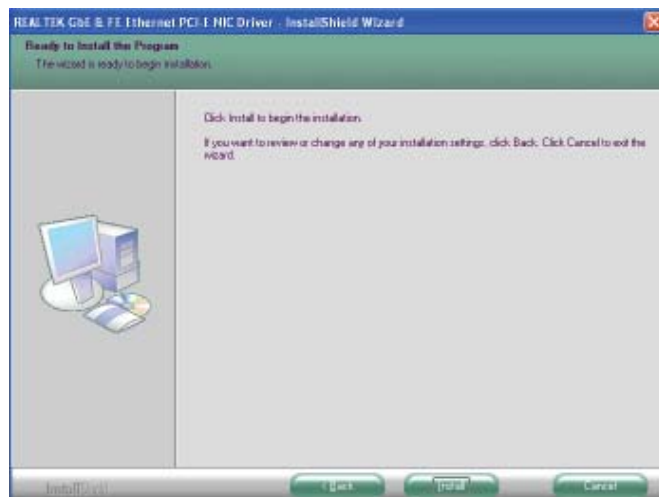 REALTEK GbE & FE Ethernet PCI-E NIC Driver - InstallShield Wizard
Ready to Install the Program
The wizard is ready to begin installation.
Click Install to begin the installation.
If you want to review or change any of your installation settings, click Back. Click Cancel to exit the
wizard.
InstallShield
< Back
Install
Cancel